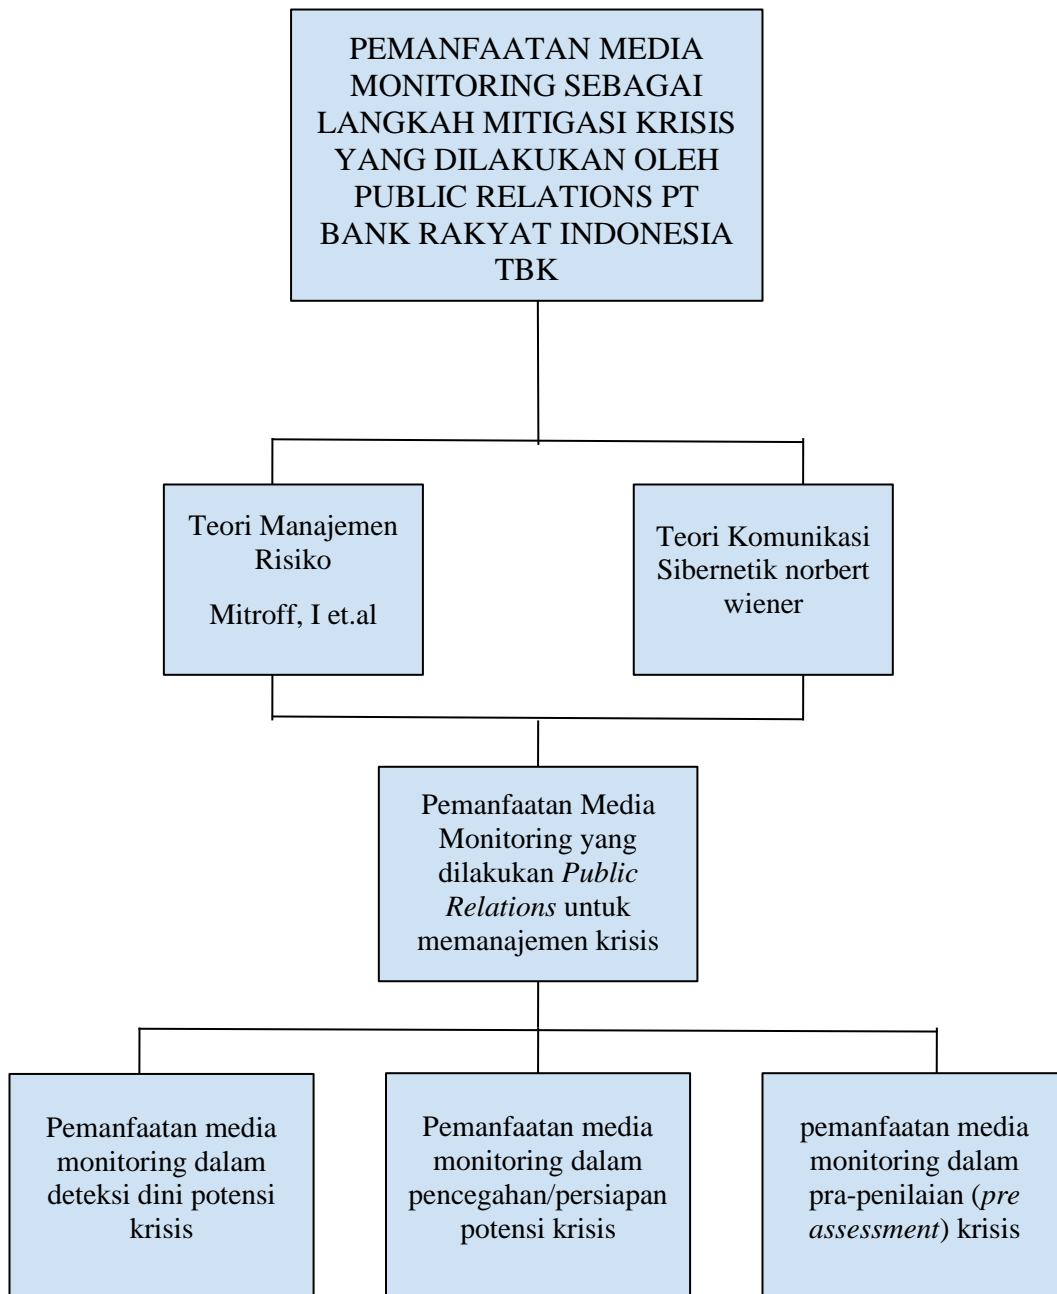 PEMANFAATAN MEDIA
MONITORING SEBAGAI
LANGKAH MITIGASI KRISIS
YANG DILAKUKAN OLEH
PUBLIC RELATIONS PT
BANK RAKYAT INDONESIA
TBK
Teori Manajemen
Risiko
Mitroff, I et.al
Teori Komunikasi
Sibernetik norbert
wiener
Pemanfaatan Media
Monitoring yang
dilakukan Public
Relations untuk
memanajemen krisis
Pemanfaatan media
monitoring dalam
deteksi dini potensi
krisis
Pemanfaatan media
monitoring dalam
pencegahan/persiapan
potensi krisis
pemanfaatan media
monitoring dalam
pra-penilaian (pre
assessment) krisis